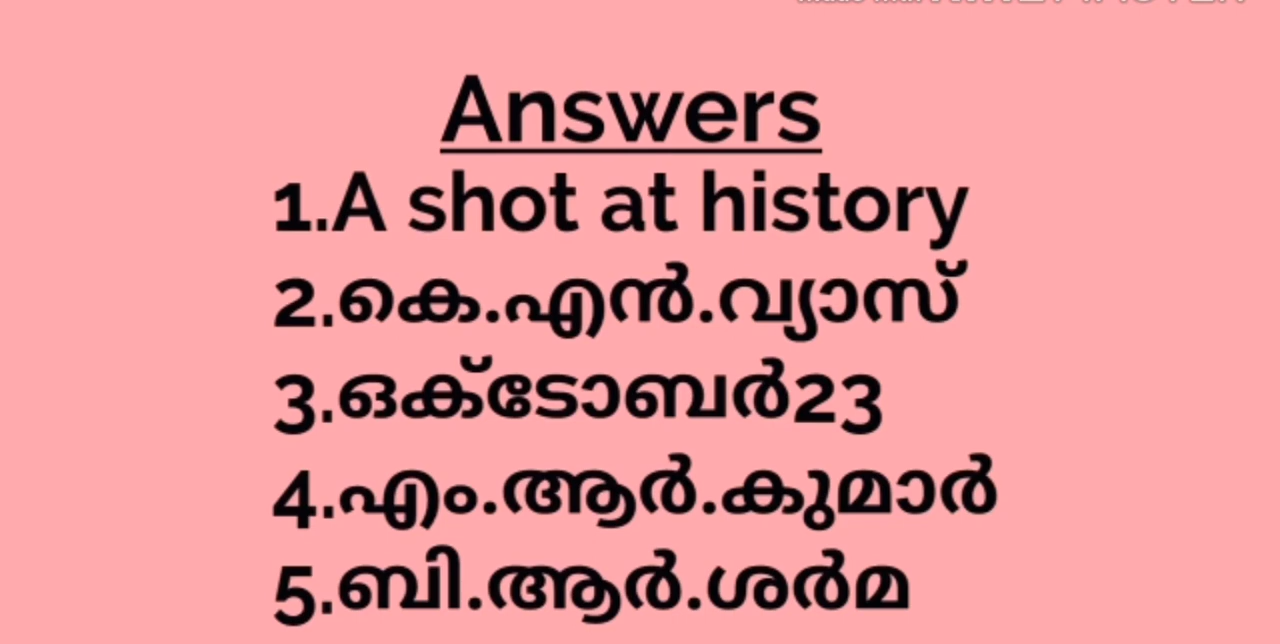 Answers
1.A shot at history
2.കെ.എൻ.വ്യാസ്
3.ഒക്ടോബർ23
4.എം.ആർ.കുമാർ
5.ബി.ആർ.ശർമ